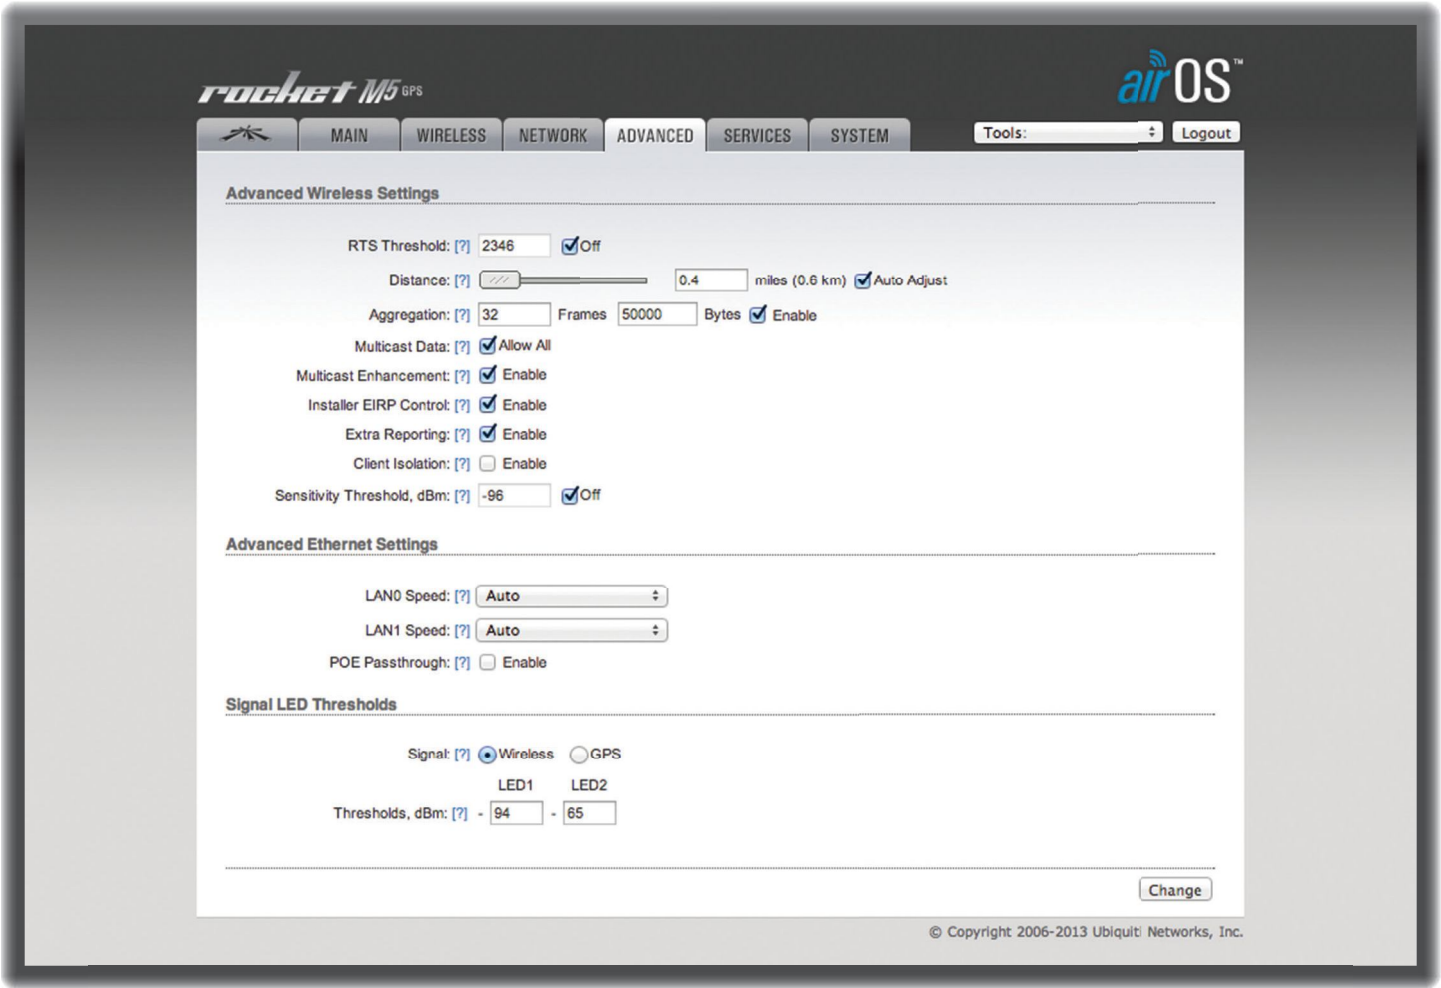 rocket M5 GPS
airOS™
MAIN WIRELESS NETWORK ADVANCED SERVICES SYSTEM Tools: Logout
Advanced Wireless Settings
RTS Threshold: [?] 2346 Off
Distance: [?] 0.4 miles (0.6 km) Auto Adjust
Aggregation: [?] 32 Frames 50000 Bytes Enable
Multicast Data: [?] Allow All
Multicast Enhancement: [?] Enable
Installer EIRP Control: [?] Enable
Extra Reporting: [?] Enable
Client Isolation: [?] Enable
Sensitivity Threshold, dBm: [?] -96 Off
Advanced Ethernet Settings
LAN0 Speed: [?] Auto
LAN1 Speed: [?] Auto
POE Passthrough: [?] Enable
Signal LED Thresholds
Signal: [?] Wireless GPS
LED1 LED2
Thresholds, dBm: [?] - 94 - 65
Change
© Copyright 2006-2013 Ubiquiti Networks, Inc.